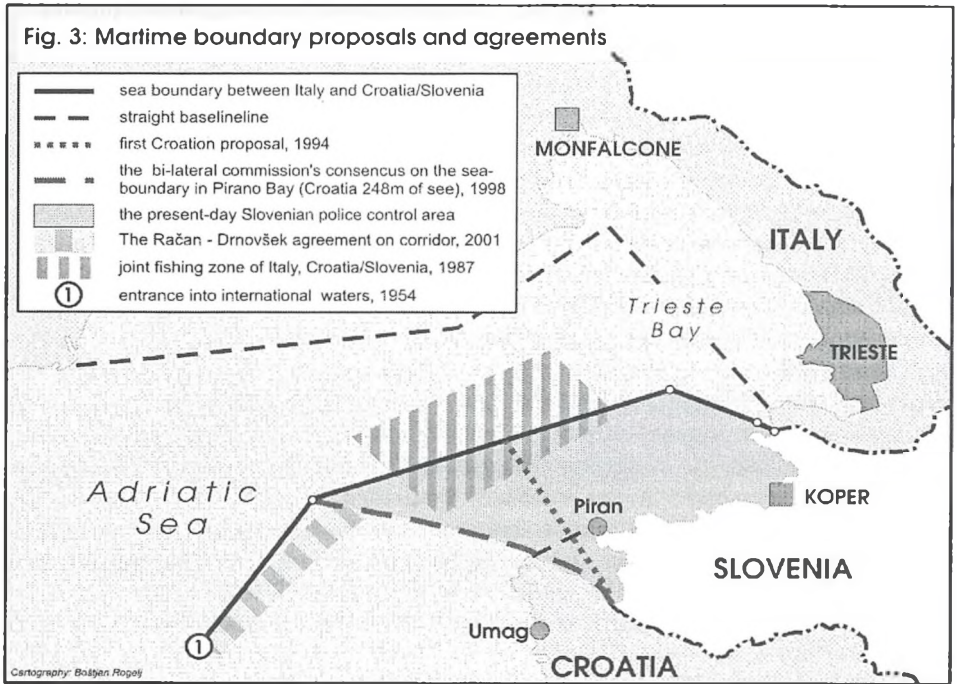 Fig. 3: Martime boundary proposals and agreements
sea boundary between Italy and Croatia/Slovenia
straight baselineline
first Croation proposal, 1994
the bi-lateral commission's consencus on the sea-
boundary in Pirano Bay (Croatia 248m of see), 1998
the present-day Slovenian police control area
The Račan - Drnovšek agreement on corridor, 2001
joint fishing zone of Italy, Croatia/Slovenia, 1987
1 entrance into international waters, 1954
MONFALCONE
ITALY
Trieste
Bay
TRIESTE
Adriatic
Sea
KOPER
Piran
SLOVENIA
Umag
1
CROATIA
Cartography: Boštjan Rogelj